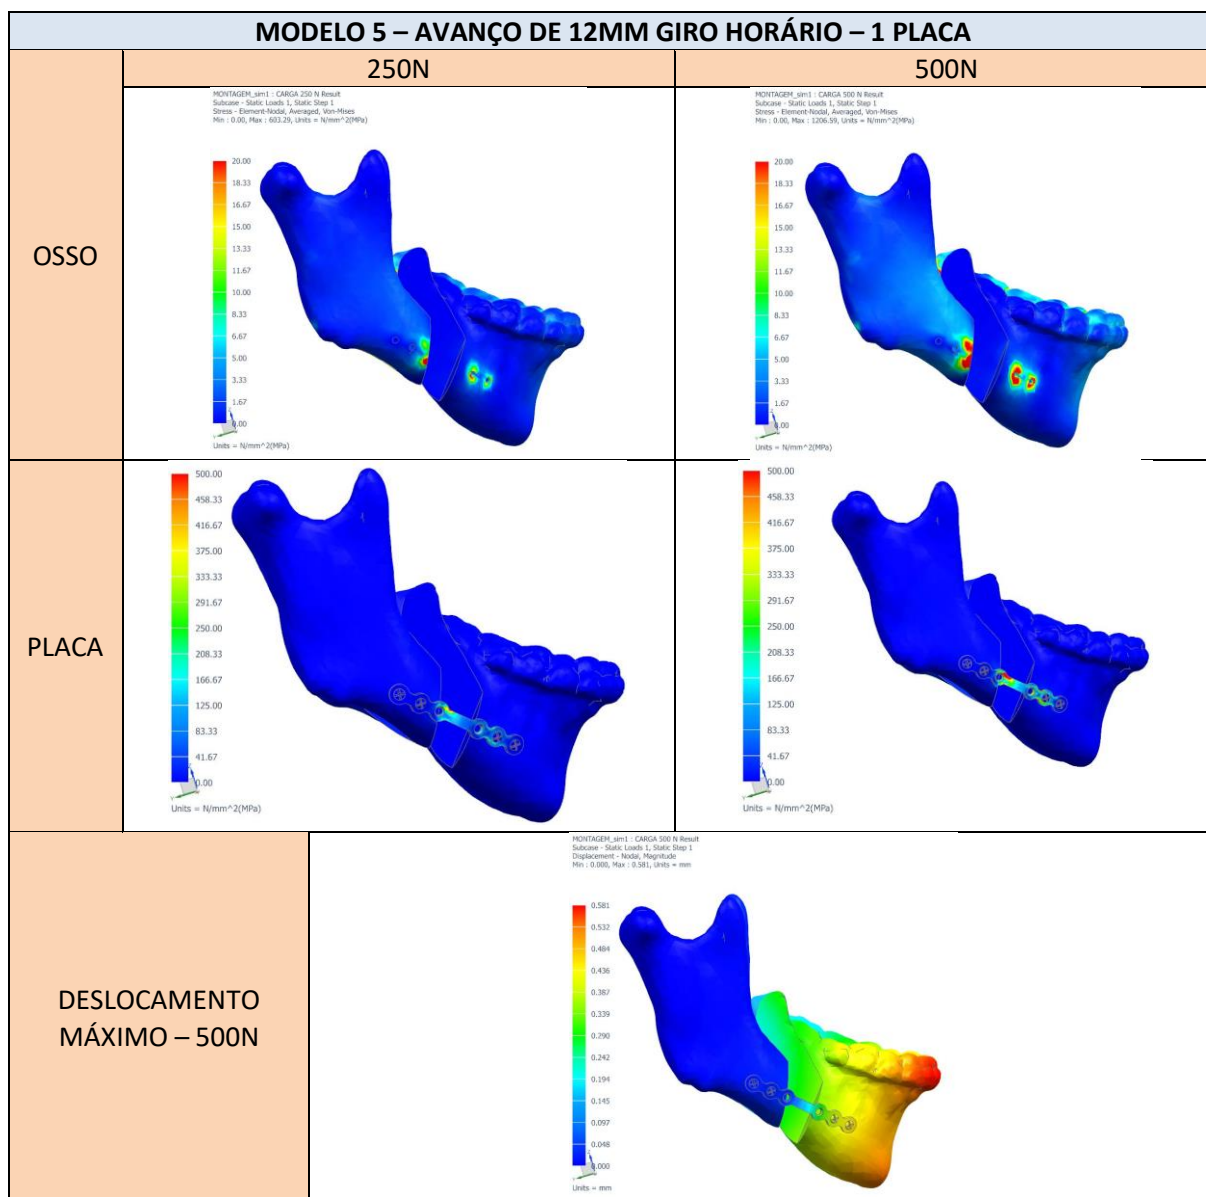 MODELO 5 – AVANÇO DE 12MM GIRO HORÁRIO – 1 PLACA
250N
500N
OSSO
MONTAGEM_sim1 : CARGA 250 N Result
Subcase - Static Loads 1, Static Step 1
Stress - Element-Nodal, Averaged, Von-Mises
Min : 0.00, Max : 603.29, Units = N/mm^2(MPa)
20.00
18.33
16.67
15.00
13.33
11.67
10.00
8.33
6.67
5.00
3.33
1.67
0.00
Units = N/mm^2(MPa)
MONTAGEM_sim1 : CARGA 500 N Result
Subcase - Static Loads 1, Static Step 1
Stress - Element-Nodal, Averaged, Von-Mises
Min : 0.00, Max : 1206.59, Units = N/mm^2(MPa)
20.00
18.33
16.67
15.00
13.33
11.67
10.00
8.33
6.67
5.00
3.33
1.67
0.00
Units = N/mm^2(MPa)
PLACA
500.00
458.33
416.67
375.00
333.33
291.67
250.00
208.33
166.67
125.00
83.33
41.67
0.00
Units = N/mm^2(MPa)
500.00
458.33
416.67
375.00
333.33
291.67
250.00
208.33
166.67
125.00
83.33
41.67
0.00
Units = N/mm^2(MPa)
DESLOCAMENTO
MÁXIMO – 500N
MONTAGEM_sim1 : CARGA 500 N Result
Subcase - Static Loads 1, Static Step 1
Displacement - Nodal, Magnitude
Min : 0.000, Max : 0.581, Units = mm
0.581
0.532
0.484
0.436
0.387
0.339
0.290
0.242
0.194
0.145
0.097
0.048
0.000
Units = mm